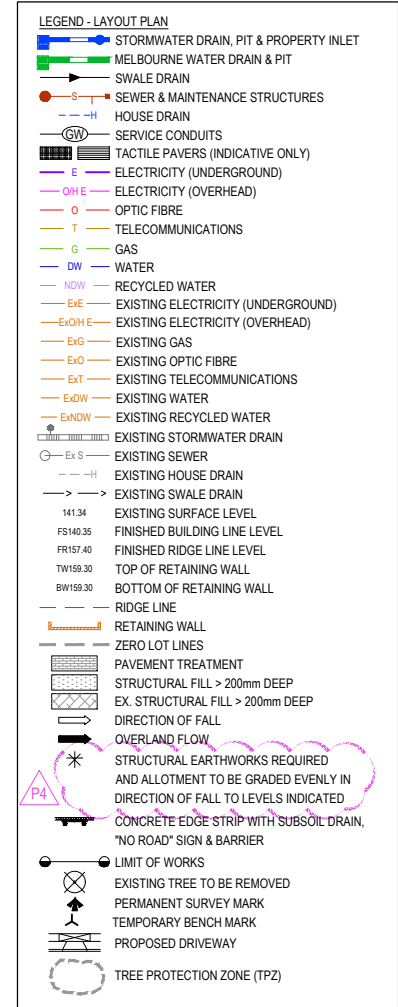 LEGEND - LAYOUT PLAN
STORMWATER DRAIN, PIT & PROPERTY INLET
MELBOURNE WATER DRAIN & PIT
SWALE DRAIN
S SEWER & MAINTENANCE STRUCTURES
H HOUSE DRAIN
GW SERVICE CONDUITS
TACTILE PAVERS (INDICATIVE ONLY)
E ELECTRICITY (UNDERGROUND)
O/H E ELECTRICITY (OVERHEAD)
O OPTIC FIBRE
T TELECOMMUNICATIONS
G GAS
DW WATER
NDW RECYCLED WATER
ExE EXISTING ELECTRICITY (UNDERGROUND)
ExO/H E EXISTING ELECTRICITY (OVERHEAD)
ExG EXISTING GAS
ExO EXISTING OPTIC FIBRE
ExT EXISTING TELECOMMUNICATIONS
ExDW EXISTING WATER
ExNDW EXISTING RECYCLED WATER
EXISTING STORMWATER DRAIN
Ex S EXISTING SEWER
H EXISTING HOUSE DRAIN
EXISTING SWALE DRAIN
141.34 EXISTING SURFACE LEVEL
FS140.35 FINISHED BUILDING LINE LEVEL
FR157.40 FINISHED RIDGE LINE LEVEL
TW159.30 TOP OF RETAINING WALL
BW159.30 BOTTOM OF RETAINING WALL
RIDGE LINE
RETAINING WALL
ZERO LOT LINES
PAVEMENT TREATMENT
STRUCTURAL FILL > 200mm DEEP
EX. STRUCTURAL FILL > 200mm DEEP
DIRECTION OF FALL
OVERLAND FLOW
STRUCTURAL EARTHWORKS REQUIRED
AND ALLOTMENT TO BE GRADED EVENLY IN
P4 DIRECTION OF FALL TO LEVELS INDICATED
CONCRETE EDGE STRIP WITH SUBSOIL DRAIN,
"NO ROAD" SIGN & BARRIER
LIMIT OF WORKS
EXISTING TREE TO BE REMOVED
PERMANENT SURVEY MARK
TEMPORARY BENCH MARK
PROPOSED DRIVEWAY
TREE PROTECTION ZONE (TPZ)